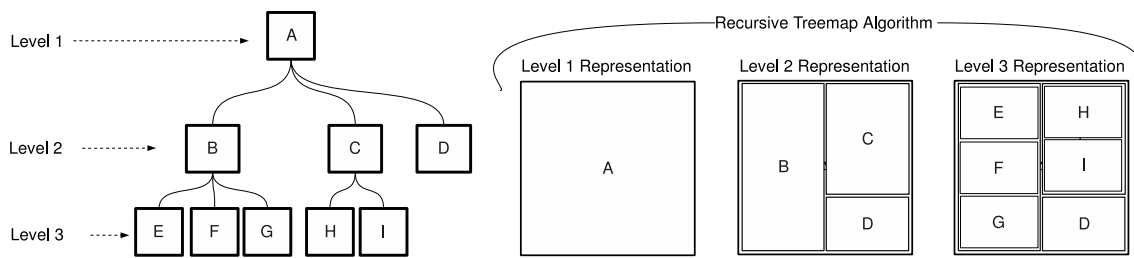 Level 1
A
Level 2
B
C
D
Level 3
E
F
G
H
I
Recursive Treemap Algorithm
Level 1 Representation
A
Level 2 Representation
B
C
D
Level 3 Representation
E
H
F
I
G
D